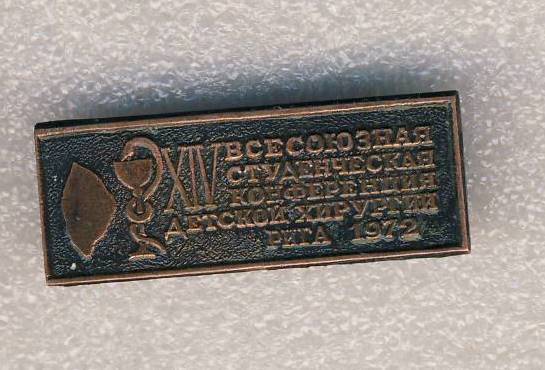 XIV ВСЕСОЮЗНАЯ
СТУДЕНЧЕСКАЯ
КОНФЕРЕНЦИЯ
ДЕТСКОЙ ХИРУРГИИ
РИГА 1972